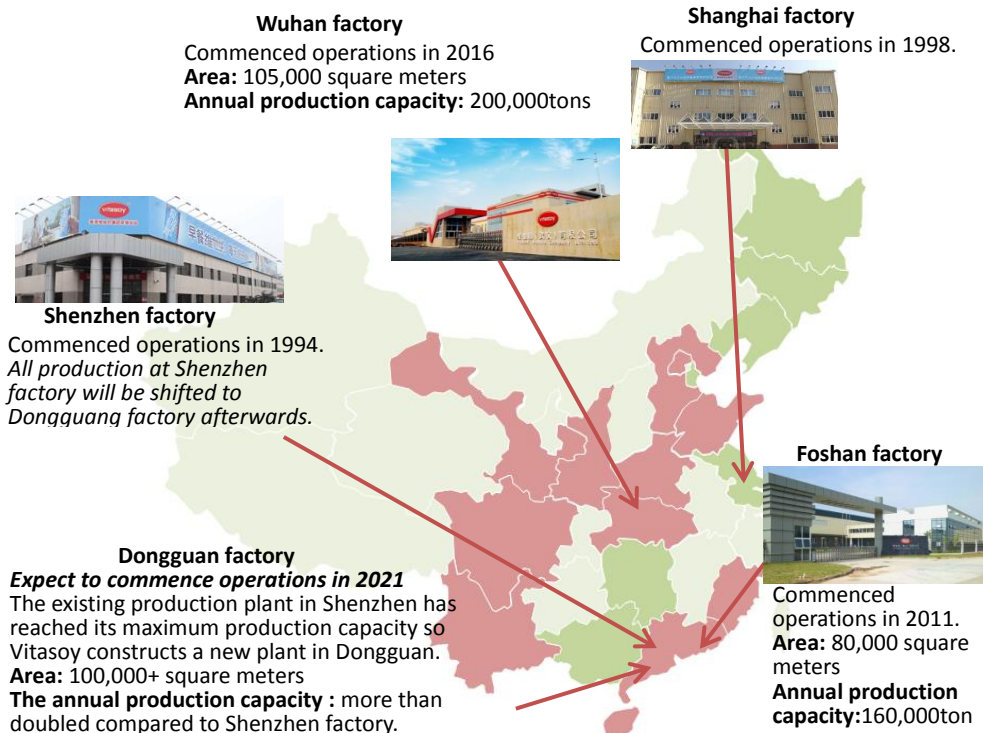 Wuhan factory
Commenced operations in 2016
Area: 105,000 square meters
Annual production capacity: 200,000tons
Shanghai factory
Commenced operations in 1998.
vitasoy
Shenzhen factory
Commenced operations in 1994.
All production at Shenzhen
factory will be shifted to
Dongguang factory afterwards.
Foshan factory
Commenced
operations in 2011.
Area: 80,000 square
meters
Annual production
capacity:160,000ton
Dongguan factory
Expect to commence operations in 2021
The existing production plant in Shenzhen has
reached its maximum production capacity so
Vitasoy constructs a new plant in Dongguan.
Area: 100,000+ square meters
The annual production capacity : more than
doubled compared to Shenzhen factory.